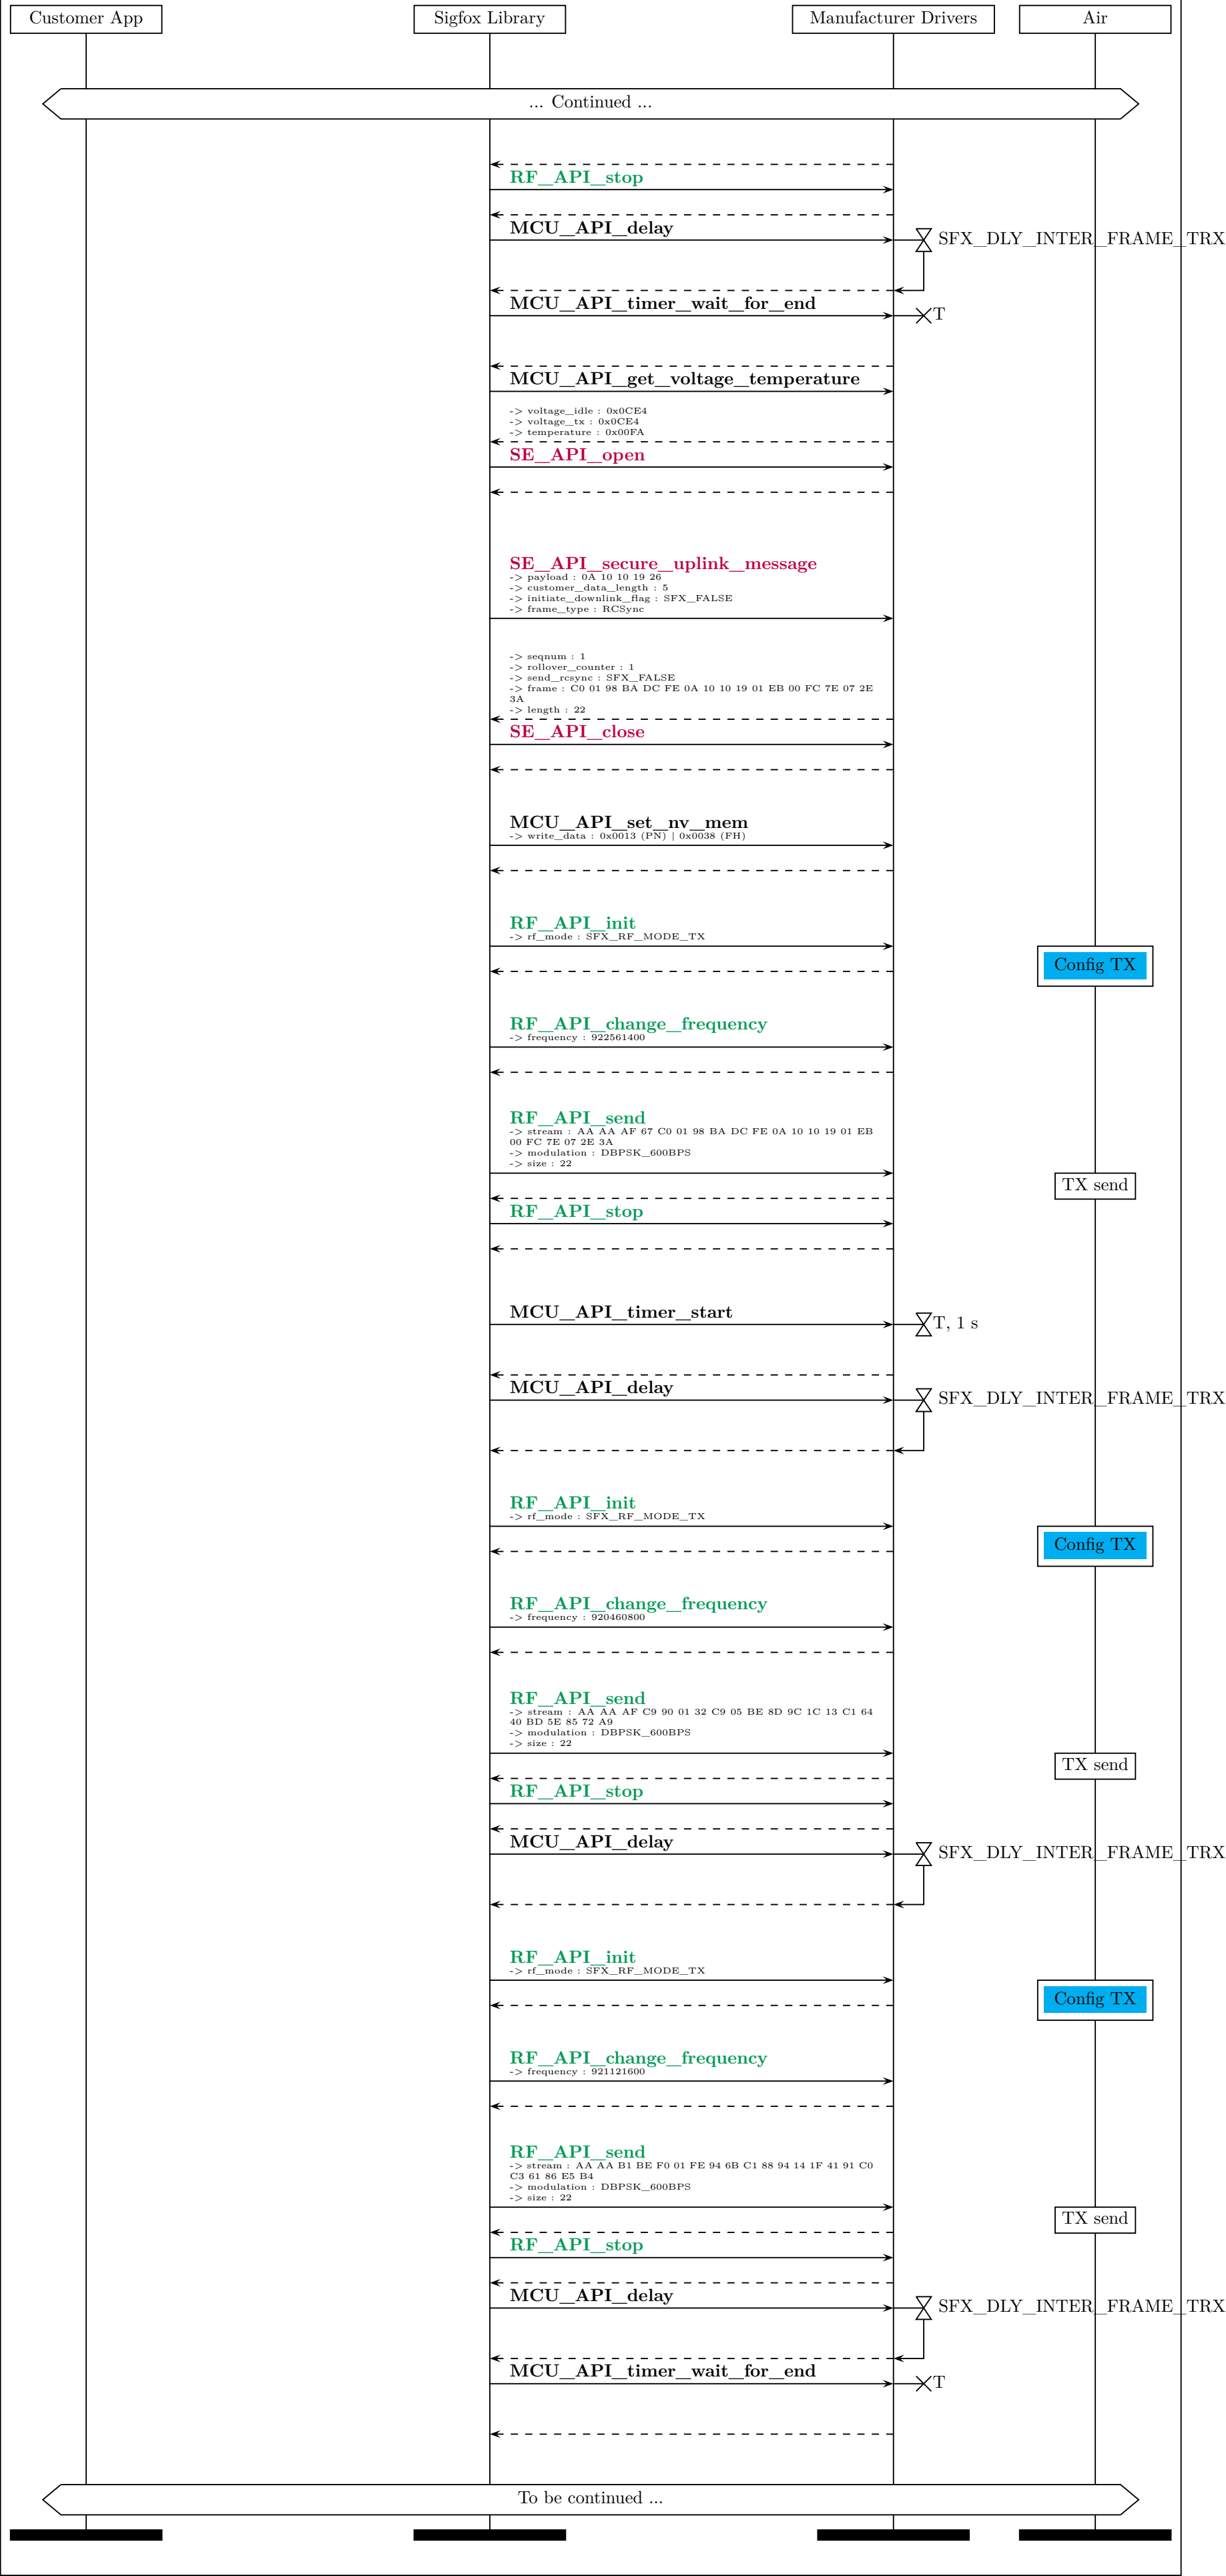 Customer App
Sigfox Library
Manufacturer Drivers
Air
... Continued ...
RF_API_stop
MCU_API_delay
SFX_DLY_INTER_FRAME_TRX
MCU_API_timer_wait_for_end
T
MCU_API_get_voltage_temperature
-> voltage_idle : 0x0CE4
-> voltage_tx : 0x0CE4
-> temperature : 0x00FA
SE_API_open
SE_API_secure_uplink_message
-> payload : 0A 10 10 19 26
-> customer_data_length : 5
-> initiate_downlink_flag : SFX_FALSE
-> frame_type : RCSync
-> seqnum : 1
-> rollover_counter : 1
-> send_rcsync : SFX_FALSE
-> frame : C0 01 98 BA DC FE 0A 10 10 19 01 EB 00 FC 7E 07 2E
3A
-> length : 22
SE_API_close
MCU_API_set_nv_mem
-> write_data : 0x0013 (PN) | 0x0038 (FH)
RF_API_init
-> rf_mode : SFX_RF_MODE_TX
Config TX
RF_API_change_frequency
-> frequency : 922561400
RF_API_send
-> stream : AA AA AF 67 C0 01 98 BA DC FE 0A 10 10 19 01 EB
00 FC 7E 07 2E 3A
-> modulation : DBPSK_600BPS
-> size : 22
TX send
RF_API_stop
MCU_API_timer_start
T, 1 s
MCU_API_delay
SFX_DLY_INTER_FRAME_TRX
RF_API_init
-> rf_mode : SFX_RF_MODE_TX
Config TX
RF_API_change_frequency
-> frequency : 920460800
RF_API_send
-> stream : AA AA AF C9 90 01 32 C9 05 BE 8D 9C 1C 13 C1 64
40 BD 5E 85 72 A9
-> modulation : DBPSK_600BPS
-> size : 22
TX send
RF_API_stop
MCU_API_delay
SFX_DLY_INTER_FRAME_TRX
RF_API_init
-> rf_mode : SFX_RF_MODE_TX
Config TX
RF_API_change_frequency
-> frequency : 921121600
RF_API_send
-> stream : AA AA B1 BE F0 01 FE 94 6B C1 88 94 14 1F 41 91 C0
C3 61 86 E5 B4
-> modulation : DBPSK_600BPS
-> size : 22
TX send
RF_API_stop
MCU_API_delay
SFX_DLY_INTER_FRAME_TRX
MCU_API_timer_wait_for_end
T
To be continued ...